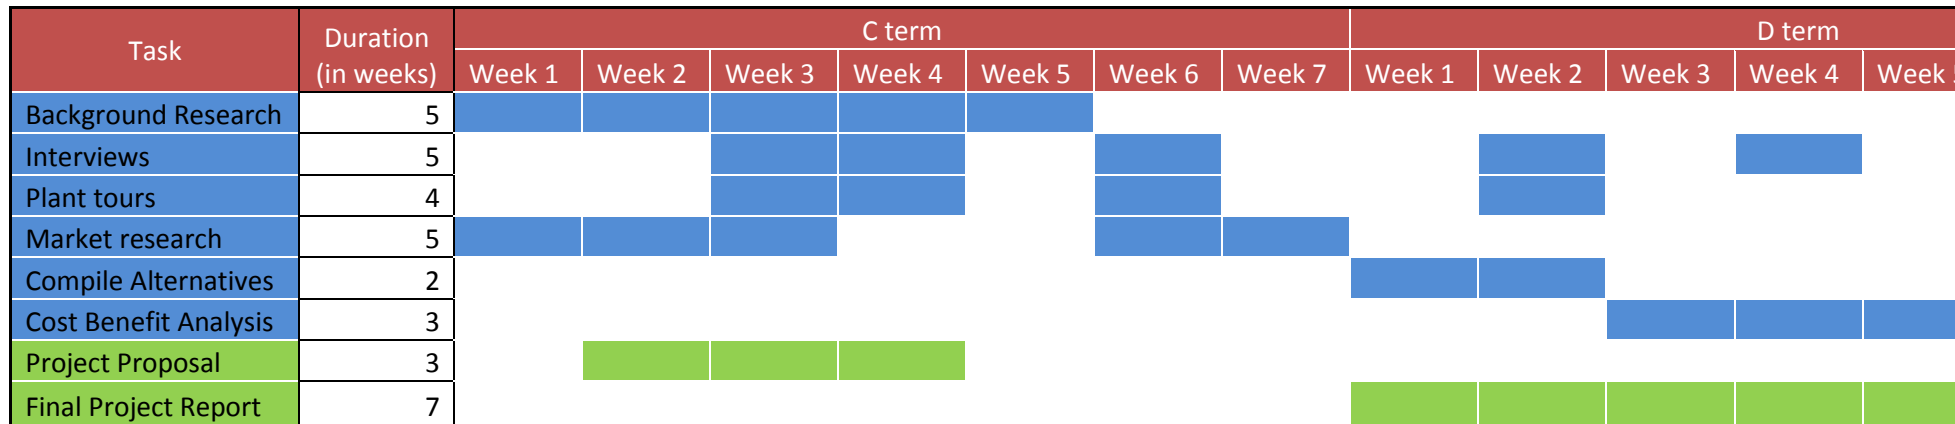 Task Duration (in weeks) C term D term
Week 1 Week 2 Week 3 Week 4 Week 5 Week 6 Week 7 Week 1 Week 2 Week 3 Week 4 Week
Background Research 5
Interviews 5
Plant tours 4
Market research 5
Compile Alternatives 2
Cost Benefit Analysis 3
Project Proposal 3
Final Project Report 7